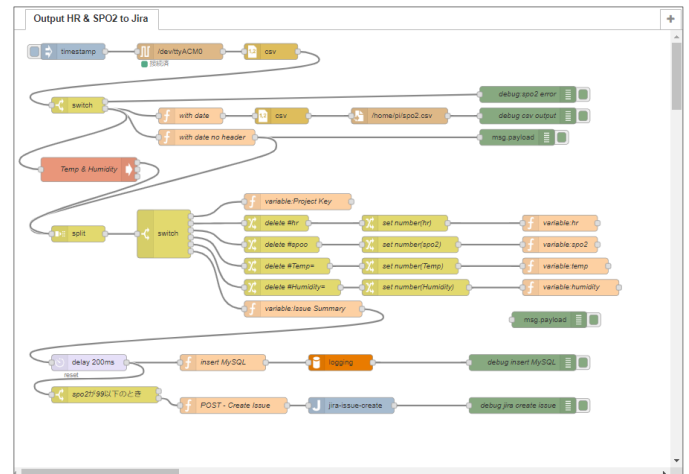 Output HR & SPO2 to Jira
timestamp
/dev/ttyACM0
csv
接続済
switch
debug:spo2 error
with date
csv
/home/pi/spo2.csv
debug csv output
with date no header
msg.payload
Temp & Humidity
split
switch
variable:Project Key
delete #hr
set number(hr)
variable:hr
delete #spoo
set number(spo2)
variable:spo2
delete #Temp=
set number(Temp)
variable:temp
delete #Humidity=
set number(Humidity)
variable:humidity
variable:Issue Summary
msg.payload
delay 200ms
insert MySQL
logging
debug insert MySQL
reset
spo2が99以下のとき
POST - Create Issue
jira-issue-create
debug jira create issue